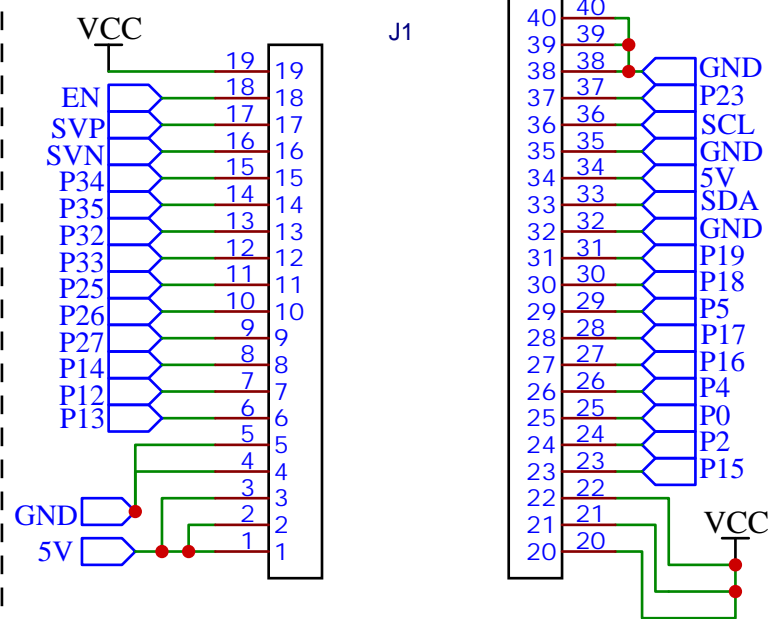 VCC
J1
19 19
EN 18 18
SVP 17 17
SVN 16 16
P34 15 15
P35 14 14
P32 13 13
P33 12 12
P25 11 11
P26 10 10
P27 9 9
P14 8 8
P12 7 7
P13 6 6
5 5
4 4
GND 3 3
2 2
5V 1 1
40 40
39 39
38 38 GND
37 37 P23
36 36 SCL
35 35 GND
34 34 5V
33 33 SDA
32 32 GND
31 31 P19
30 30 P18
29 29 P5
28 28 P17
27 27 P16
26 26 P4
25 25 P0
24 24 P2
23 23 P15
22 22
21 21 VCC
20 20